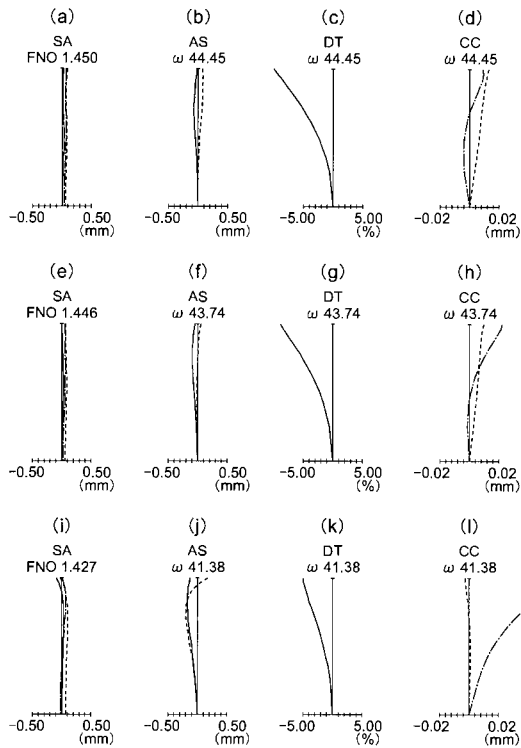 (a) (b) (c) (d)
SA AS DT CC
FNO 1.450 ω 44.45 ω 44.45 ω 44.45
-0.50 0.50 -0.50 0.50 -5.00 5.00 -0.02 0.02
(mm) (mm) (%) (mm)
(e) (f) (g) (h)
SA AS DT CC
FNO 1.446 ω 43.74 ω 43.74 ω 43.74
-0.50 0.50 -0.50 0.50 -5.00 5.00 -0.02 0.02
(mm) (mm) (%) (mm)
(i) (j) (k) (l)
SA AS DT CC
FNO 1.427 ω 41.38 ω 41.38 ω 41.38
-0.50 0.50 -0.50 0.50 -5.00 5.00 -0.02 0.02
(mm) (mm) (%) (mm)